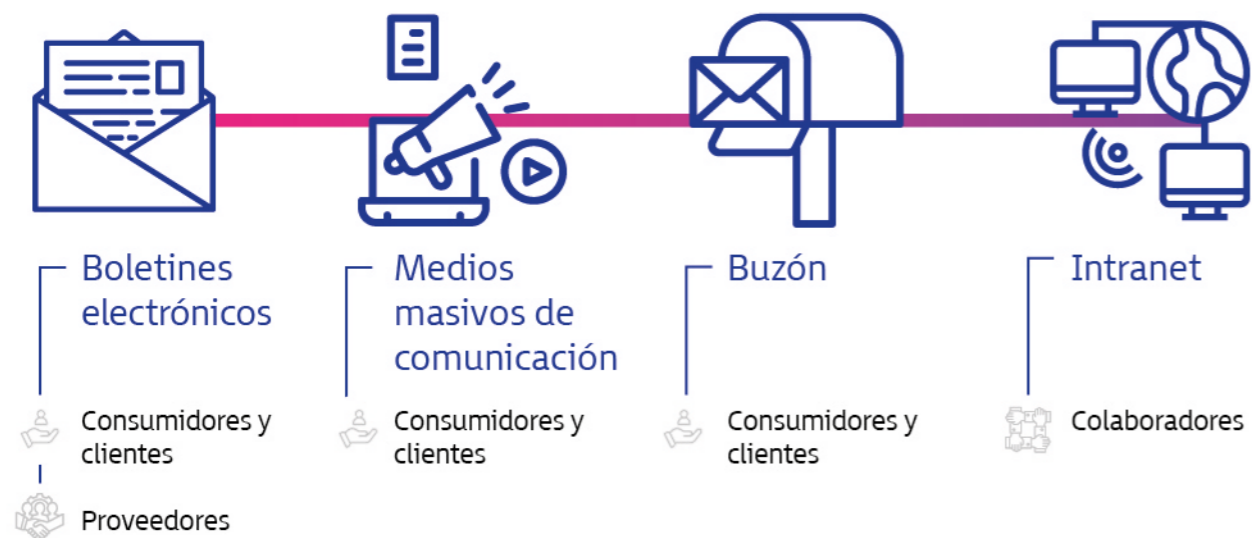 Boletines
electrónicos
Consumidores y
clientes
Proveedores
Medios
masivos de
comunicación
Consumidores y
clientes
Buzón
Consumidores y
clientes
Intranet
Colaboradores